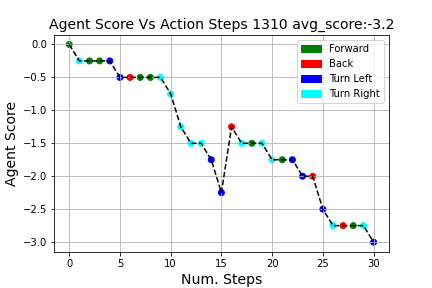 Agent Score Vs Action Steps 1310 avg_score:-3.2
Forward
Back
Turn Left
Turn Right
Agent Score
0.0
−0.5
−1.0
−1.5
−2.0
−2.5
−3.0
0 5 10 15 20 25 30
Num. Steps